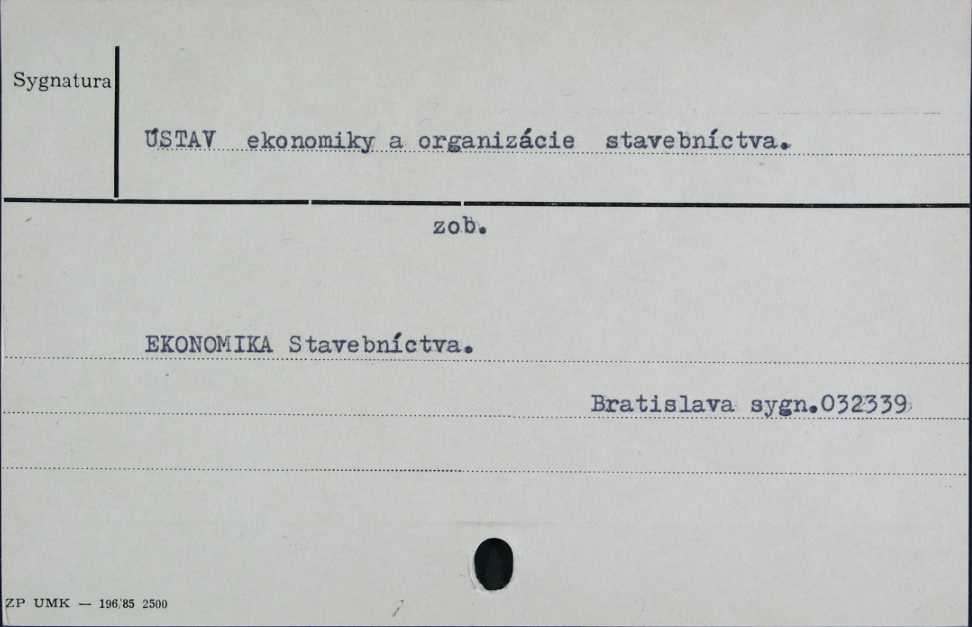 Sygnatura
ÚSTAV ekonomiky a organizácie stavebníctva.
zob.
EKONOMIKA Stavebníctva.
Bratislava sygn.032339
ZP UMK — 196/85 2500